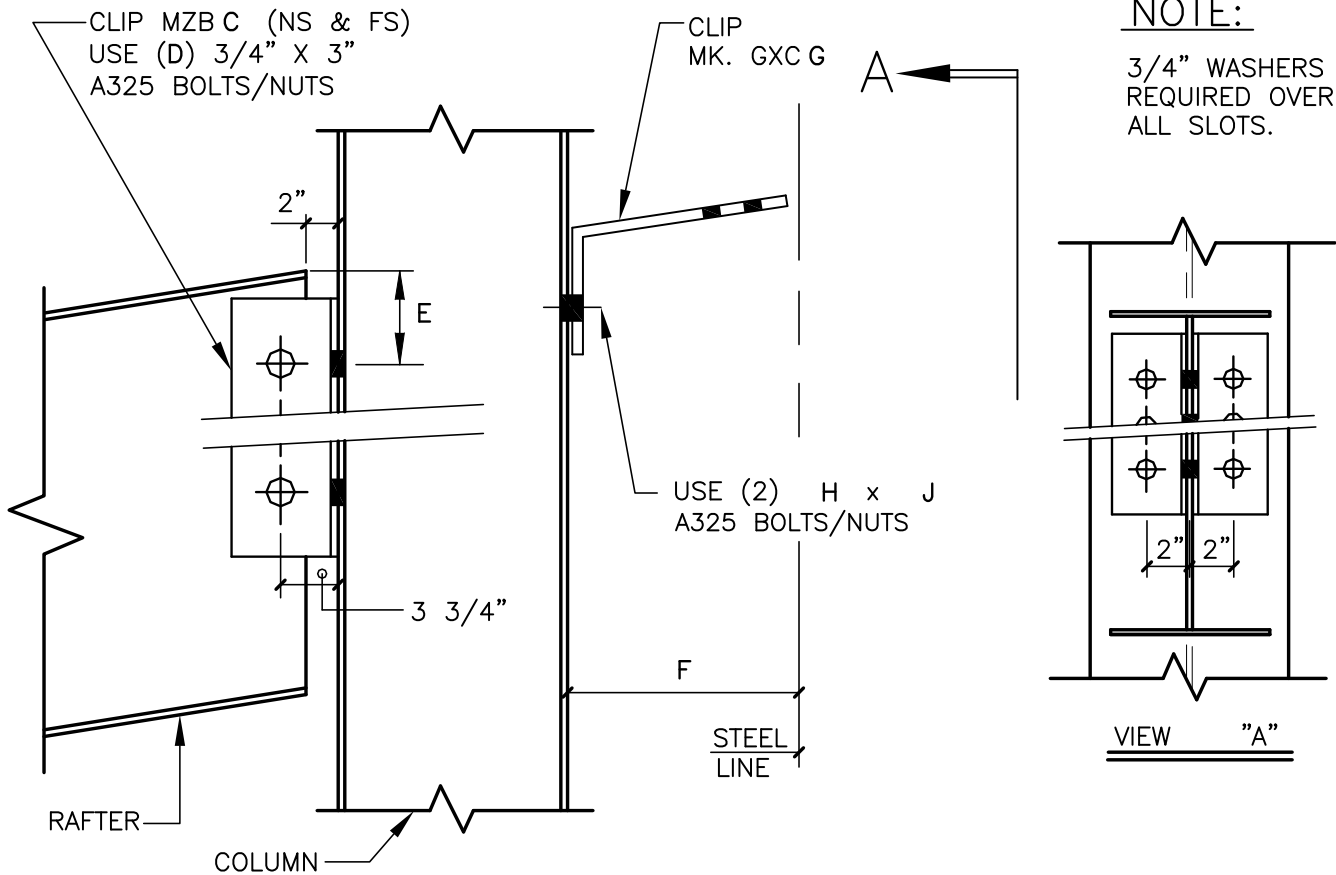 CLIP MZB C (NS & FS)
USE (D) 3/4" X 3"
A325 BOLTS/NUTS
CLIP
MK. GXC G
A
NOTE:
3/4" WASHERS
REQUIRED OVER
ALL SLOTS.
2"
E
USE (2) H x J
A325 BOLTS/NUTS
2" 2"
3 3/4"
F
STEEL
LINE
VIEW "A"
RAFTER
COLUMN